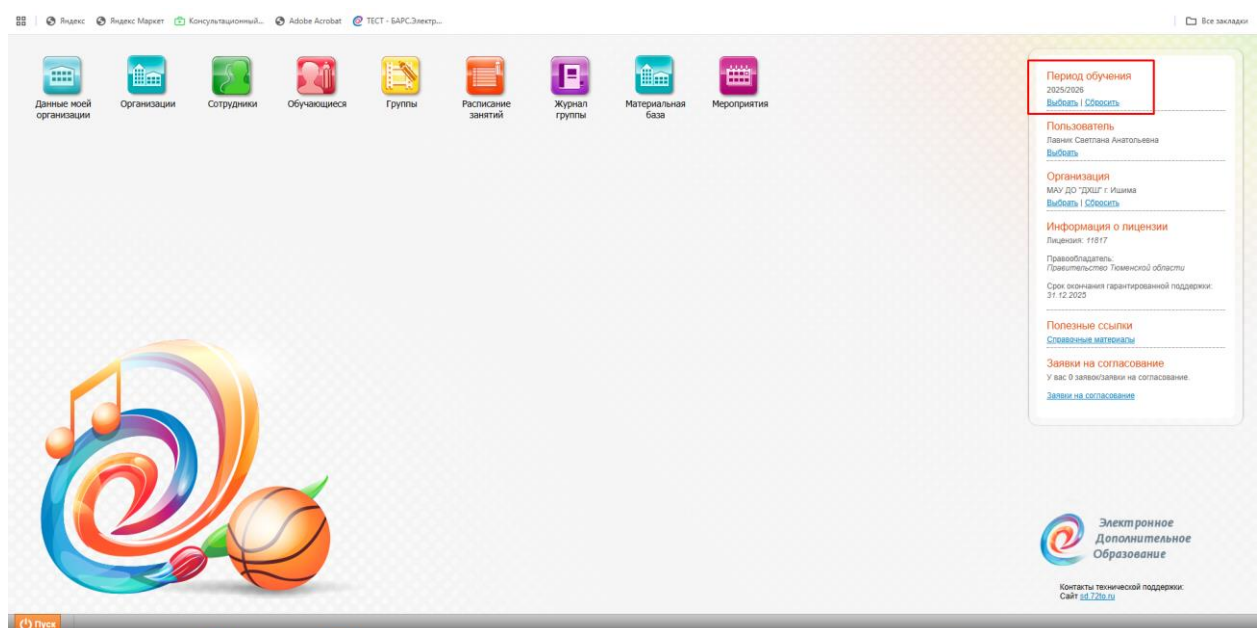 Яндекс Яндекс Маркет Консультационный... Adobe Acrobat ТЕСТ - БАРС.Электр... Все закладки
Данные моей организации
Организации
Сотрудники
Обучающиеся
Группы
Расписание занятий
Журнал группы
Материальная база
Мероприятия
Период обучения
2025/2026
Выбрать | Сбросить
Пользователь
Лавник Светлана Анатольевна
Выбрать
Организация
МАУ ДО "ДХШ" г. Ишима
Выбрать | Сбросить
Информация о лицензии
Лицензия: 11817
Правообладатель:
Правительство Тюменской области
Срок окончания гарантированной поддержки:
31.12.2025
Полезные ссылки
Справочные материалы
Заявки на согласование
У вас 0 заявок/заявки на согласование.
Заявки на согласование
Электронное
Дополнительное
Образование
Контакты технической поддержки:
Сайт sd.72to.ru
Пуск